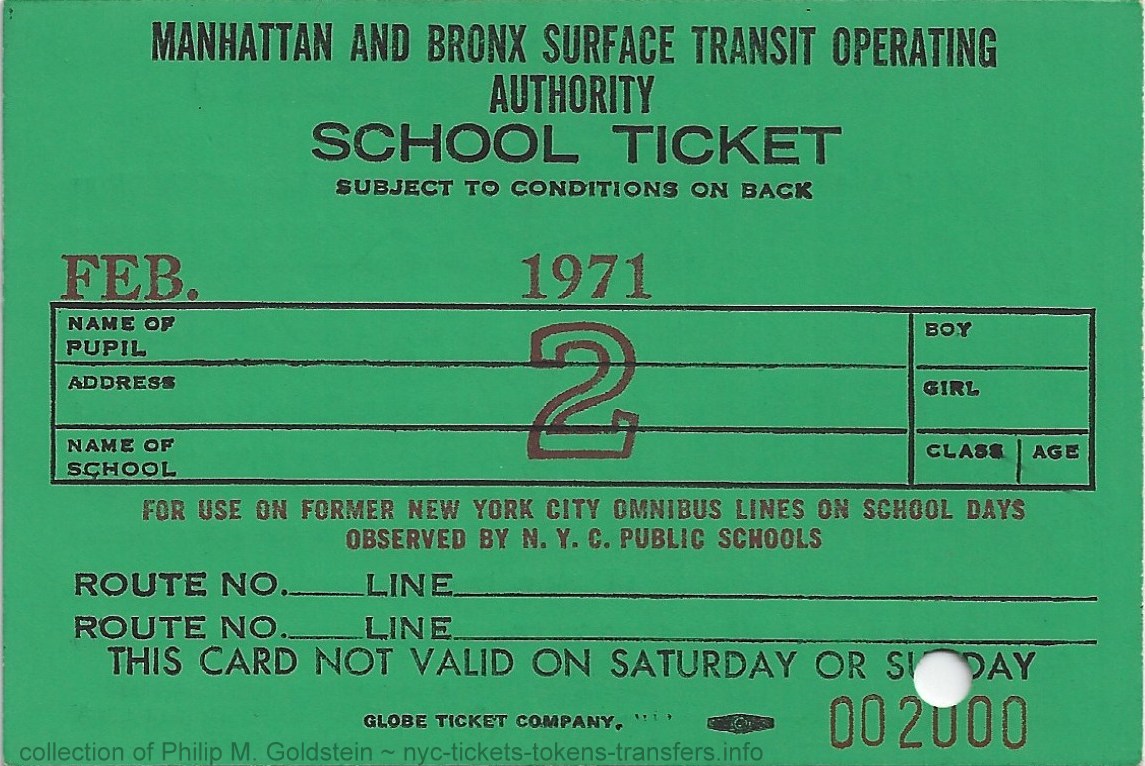 MANHATTAN AND BRONX SURFACE TRANSIT OPERATING
AUTHORITY
SCHOOL TICKET
SUBJECT TO CONDITIONS ON BACK
FEB. 1971
NAME OF
PUPIL
BOY
2
ADDRESS
GIRL
NAME OF
SCHOOL
CLASS AGE
FOR USE ON FORMER NEW YORK CITY OMNIBUS LINES ON SCHOOL DAYS
OBSERVED BY N. Y. C. PUBLIC SCHOOLS
ROUTE NO.____LINE____
ROUTE NO.____LINE____
THIS CARD NOT VALID ON SATURDAY OR SUNDAY
GLOBE TICKET COMPANY,
002000
collection of Philip M. Goldstein ~ nyc-tickets-tokens-transfers.info